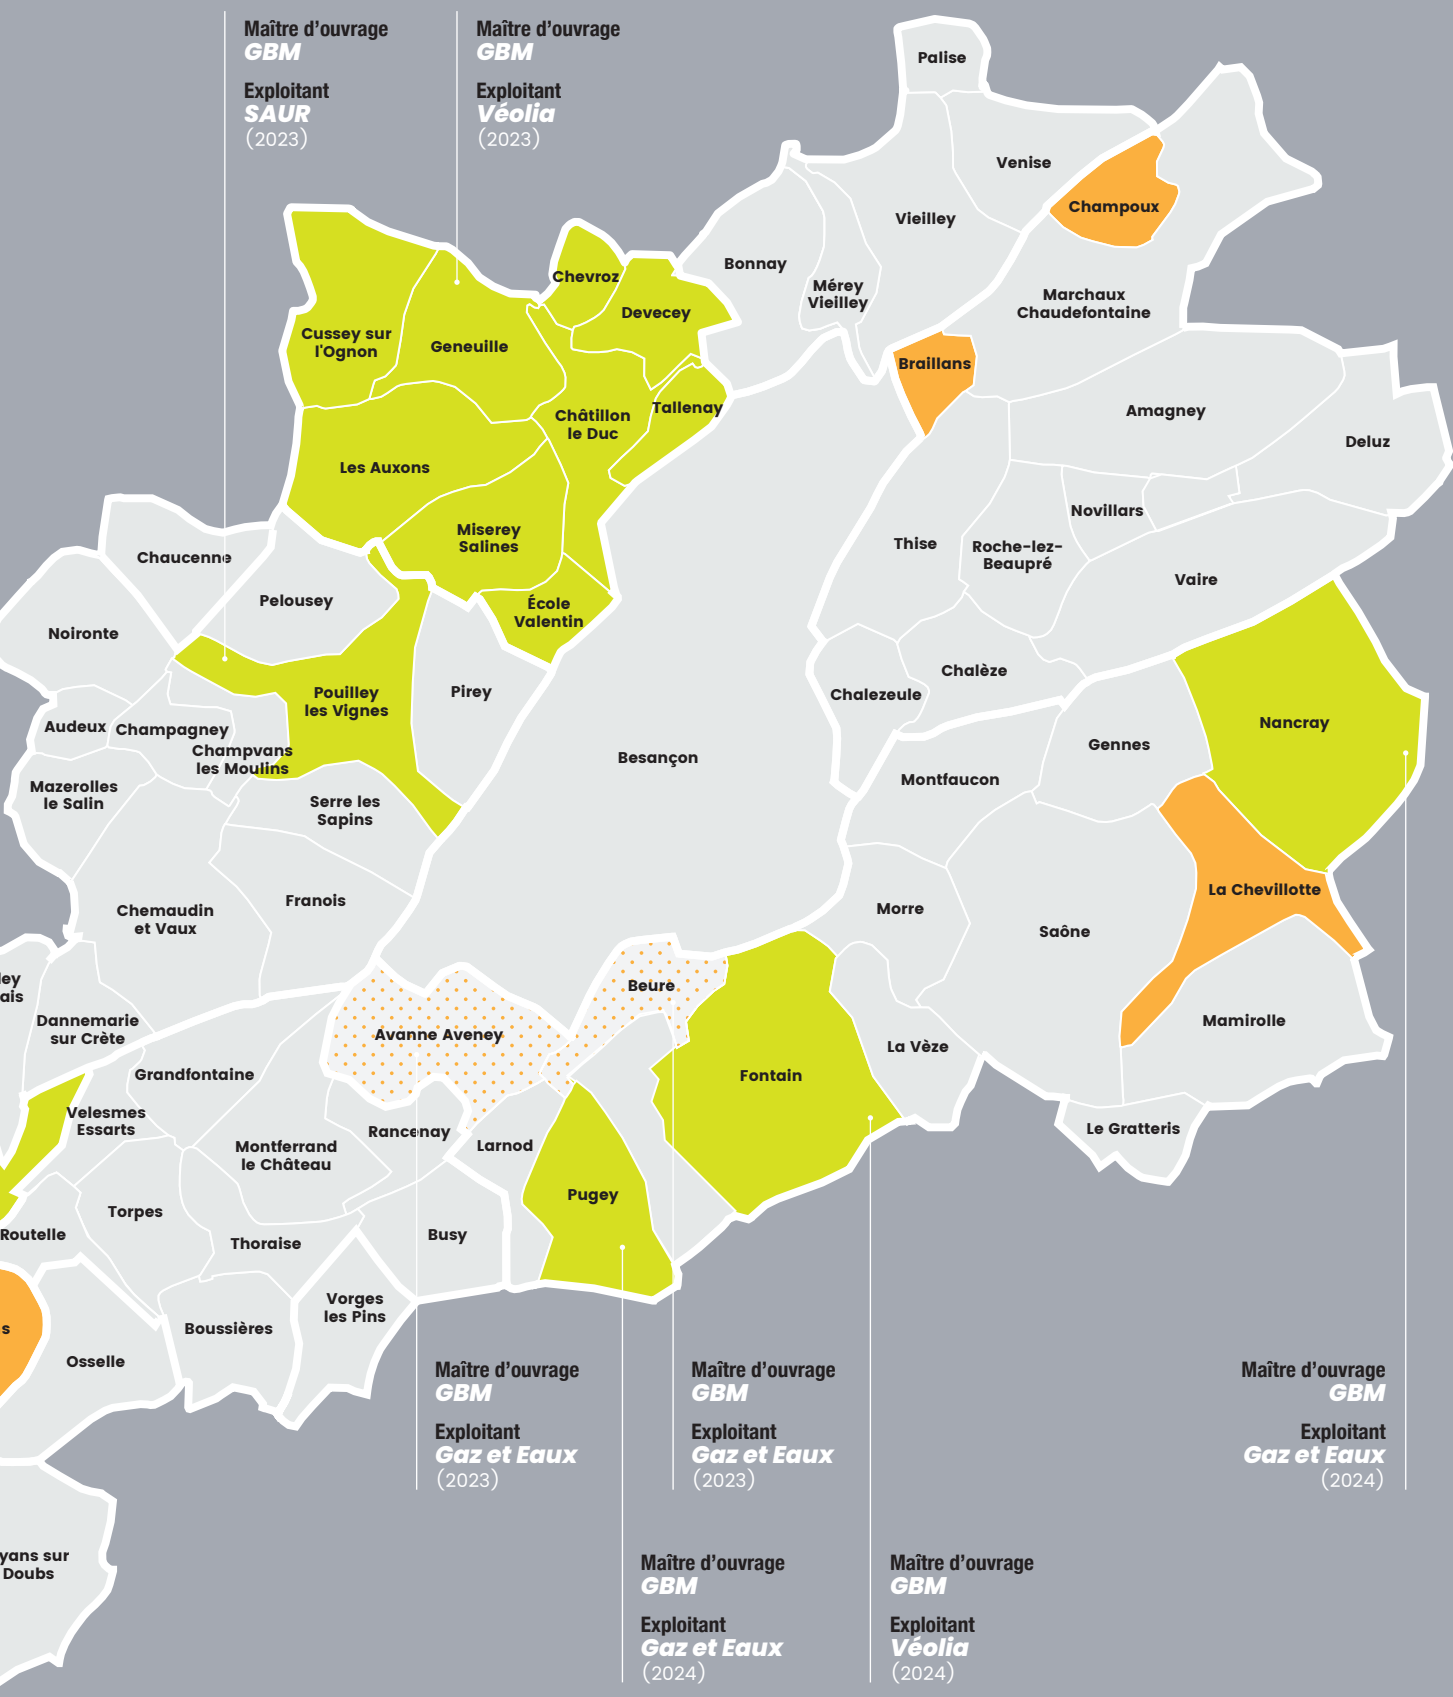 Maître d'ouvrage
GBM
Exploitant
SAUR
(2023)
Maître d'ouvrage
GBM
Exploitant
Véolia
(2023)
Palise
Venise
Champoux
Vieilley
Bonnay
Mérey
Vieilley
Marchaux
Chaudefontaine
Chevroz
Devecey
Cussey sur
l'Ognon
Geneuille
Braillans
Châtillon
le Duc
Tallenay
Amagney
Deluz
Les Auxons
Miserey
Salines
Novillars
Thise
Roche-lez-
Beaupré
Vaire
Chaucenne
Pelousey
École
Valentin
Noironte
Pouilley
les Vignes
Pirey
Chalezeule
Chalèze
Nancray
Audeux
Champagney
Champvans
les Moulins
Besançon
Gennes
Montfaucon
Mazerolles
le Salin
Serre les
Sapins
La Chevillotte
Franois
Chemaudin
et Vaux
Morre
Saône
ley
ais
Beure
Dannemarie
sur Crète
Avanne Aveney
Mamirolle
La Vèze
Grandfontaine
Fontain
Velesmes
Essarts
Rancenay
Larnod
Le Gratteris
Montferrand
le Château
Pugey
Torpes
Routelle
Thoraise
Busy
Vorges
les Pins
s
Boussières
Osselle
Maître d'ouvrage
GBM
Exploitant
Gaz et Eaux
(2023)
Maître d'ouvrage
GBM
Exploitant
Gaz et Eaux
(2023)
Maître d'ouvrage
GBM
Exploitant
Gaz et Eaux
(2024)
yans sur
Doubs
Maître d'ouvrage
GBM
Exploitant
Gaz et Eaux
(2024)
Maître d'ouvrage
GBM
Exploitant
Véolia
(2024)